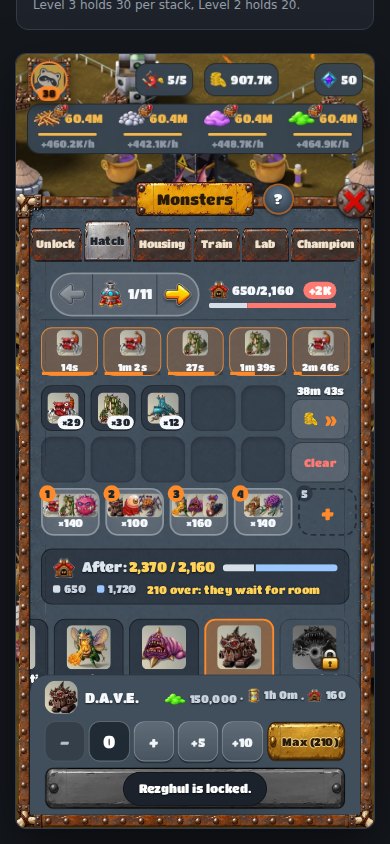 Level 3 holds 30 per stack, Level 2 holds 20.
38
5/5
907.7K
50
60.4M
60.4M
60.4M
60.4M
+460.2K/h
+442.1K/h
+448.7K/h
+464.9K/h
Monsters
?
Unlock
Hatch
Housing
Train
Lab
Champion
1/11
650/2,160
+2K
14s
1m 2s
27s
1m 39s
2m 46s
×29
×30
×12
38m 43s
Clear
1
×140
2
×100
3
×160
4
×140
5
+
After: 2,370 / 2,160
650
1,720
210 over: they wait for room
D.A.V.E.
150,000 · 1h 0m · 160
−
0
+
+5
+10
Max (210)
Rezghul is locked.